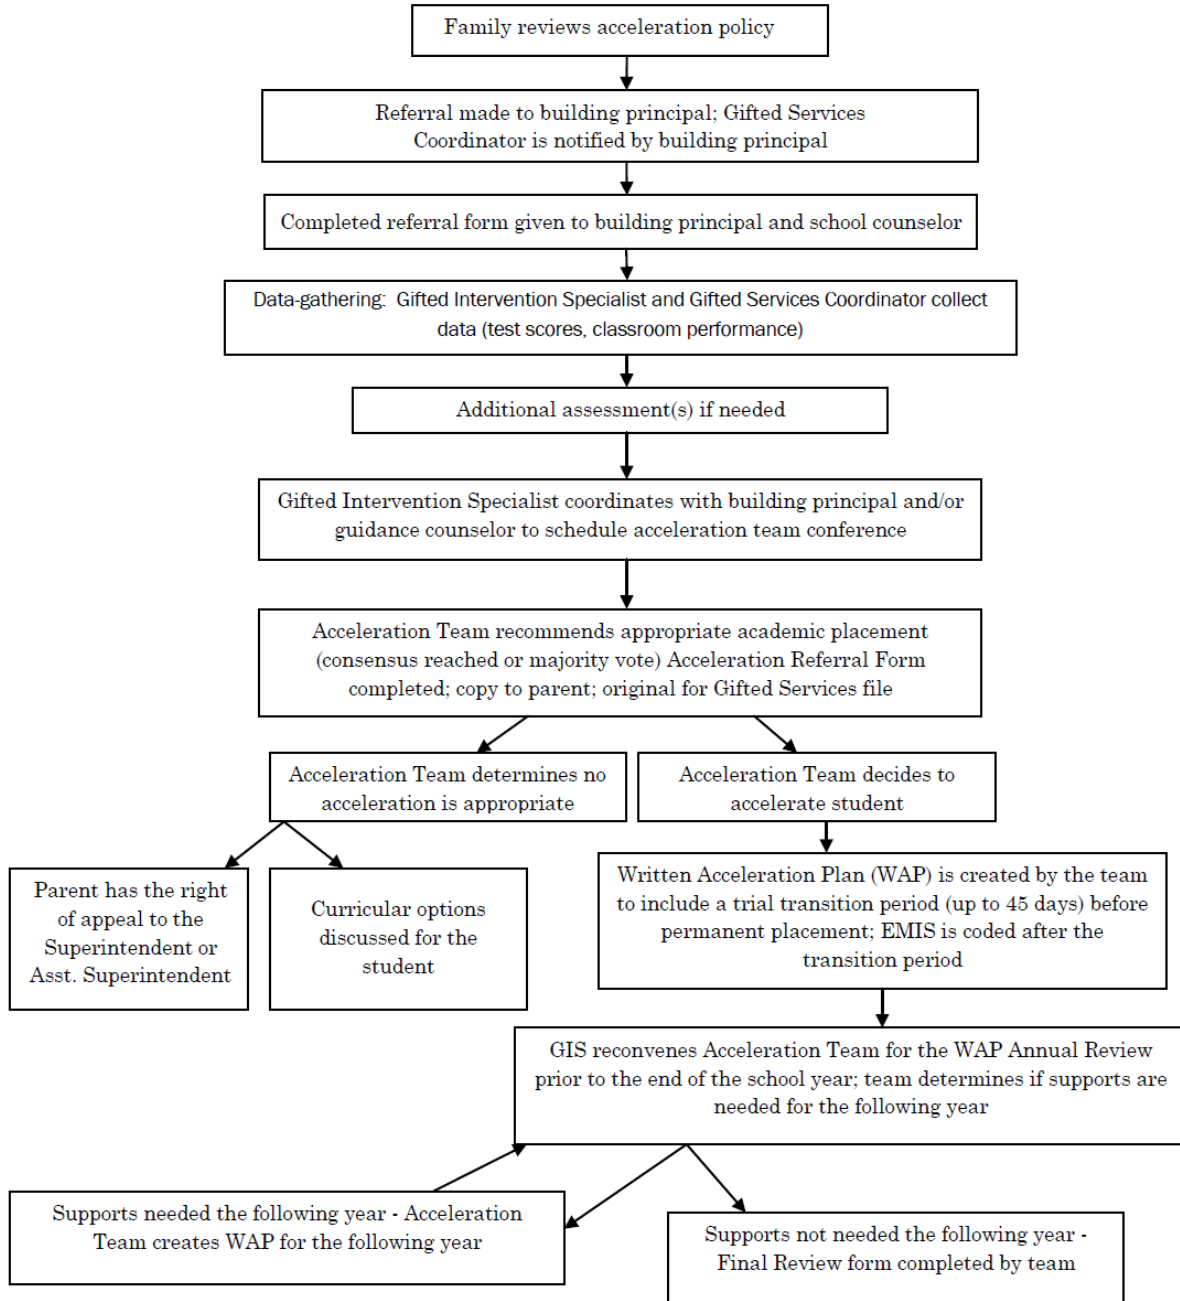 Family reviews acceleration policy
Referral made to building principal; Gifted Services
Coordinator is notified by building principal
Completed referral form given to building principal and school counselor
Data-gathering: Gifted Intervention Specialist and Gifted Services Coordinator collect
data (test scores, classroom performance)
Additional assessment(s) if needed
Gifted Intervention Specialist coordinates with building principal and/or
guidance counselor to schedule acceleration team conference
Acceleration Team recommends appropriate academic placement
(consensus reached or majority vote) Acceleration Referral Form
completed; copy to parent; original for Gifted Services file
Acceleration Team determines no
acceleration is appropriate
Acceleration Team decides to
accelerate student
Parent has the right
of appeal to the
Superintendent or
Asst. Superintendent
Curricular options
discussed for the
student
Written Acceleration Plan (WAP) is created by the team
to include a trial transition period (up to 45 days) before
permanent placement; EMIS is coded after the
transition period
GIS reconvenes Acceleration Team for the WAP Annual Review
prior to the end of the school year; team determines if supports are
needed for the following year
Supports needed the following year - Acceleration
Team creates WAP for the following year
Supports not needed the following year -
Final Review form completed by team